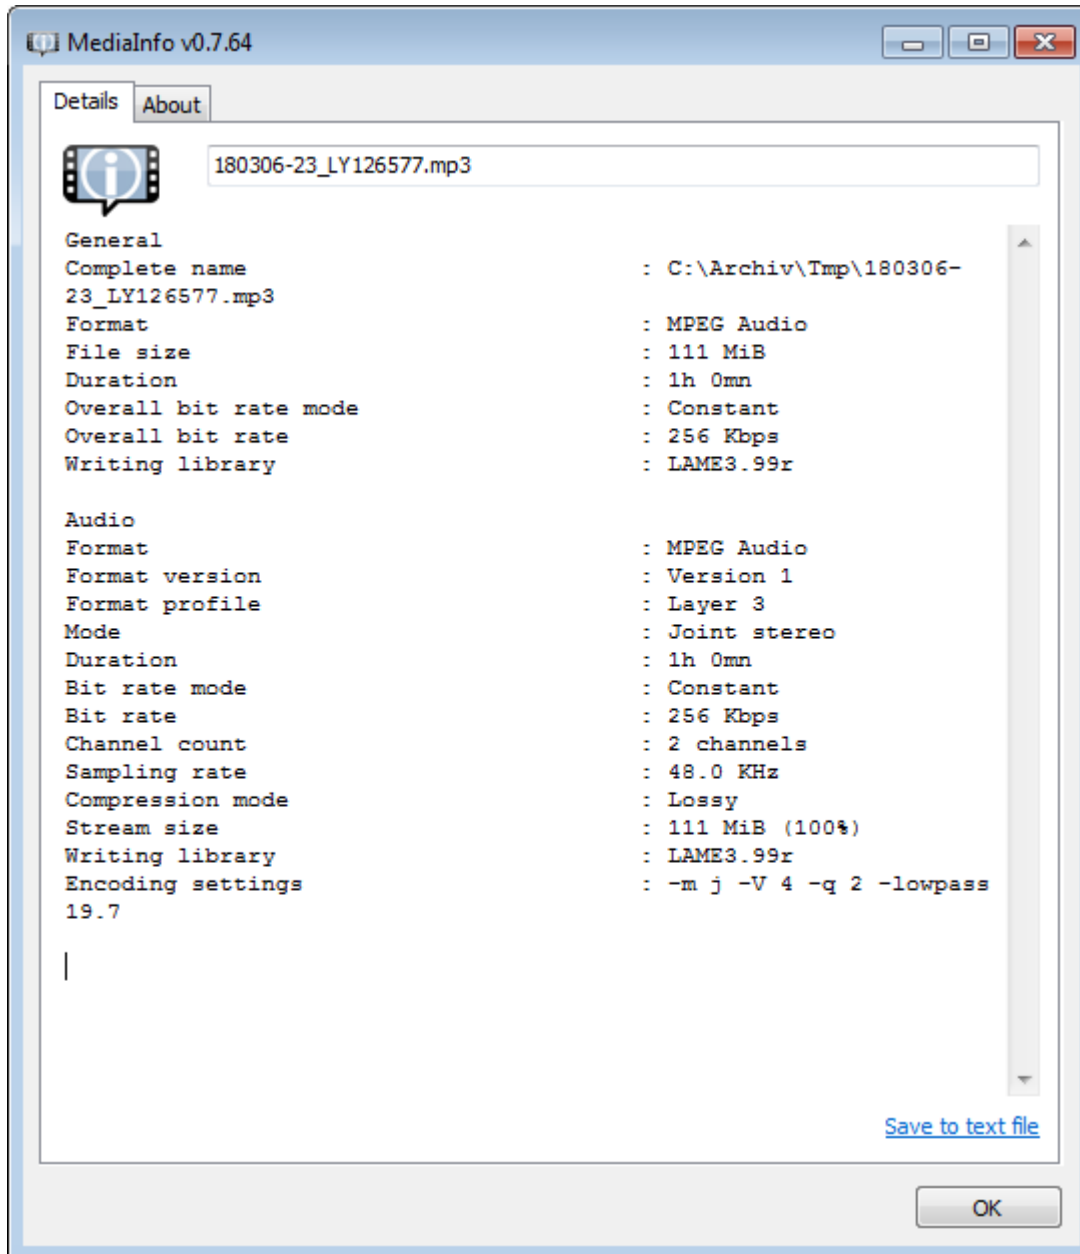 MediaInfo v0.7.64
Details About
180306-23_LY126577.mp3
General
Complete name : C:\Archiv\Tmp\180306-
23_LY126577.mp3
Format : MPEG Audio
File size : 111 MiB
Duration : 1h 0mn
Overall bit rate mode : Constant
Overall bit rate : 256 Kbps
Writing library : LAME3.99r
Audio
Format : MPEG Audio
Format version : Version 1
Format profile : Layer 3
Mode : Joint stereo
Duration : 1h 0mn
Bit rate mode : Constant
Bit rate : 256 Kbps
Channel count : 2 channels
Sampling rate : 48.0 KHz
Compression mode : Lossy
Stream size : 111 MiB (100%)
Writing library : LAME3.99r
Encoding settings : -m j -V 4 -q 2 -lowpass
19.7
Save to text file
OK